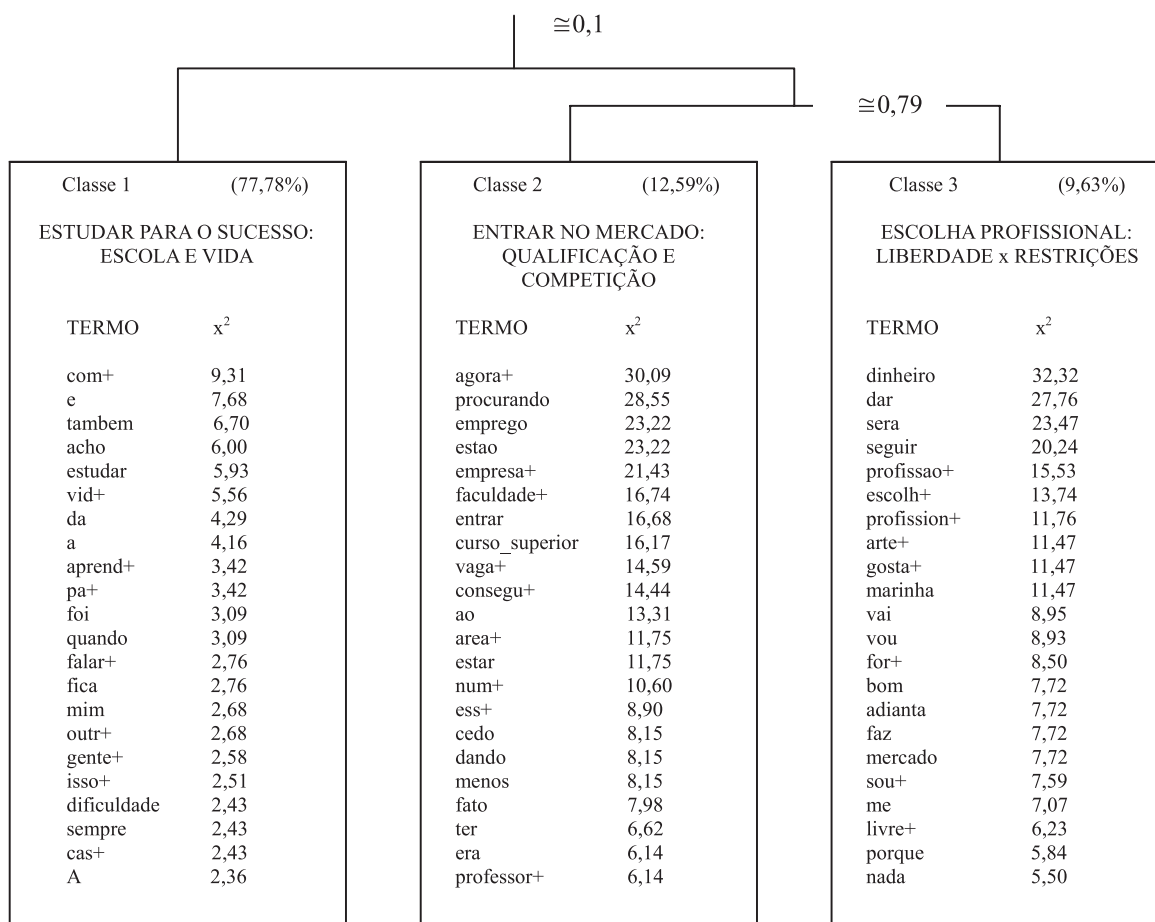 ≅0,1
≅0,79
Classe 1 (77,78%)
ESTUDAR PARA O SUCESSO:
ESCOLA E VIDA
TERMO x²
com+ 9,31
e 7,68
tambem 6,70
acho 6,00
estudar 5,93
vid+ 5,56
da 4,29
a 4,16
aprend+ 3,42
pa+ 3,42
foi 3,09
quando 3,09
falar+ 2,76
fica 2,76
mim 2,68
outr+ 2,68
gente+ 2,58
isso+ 2,51
dificuldade 2,43
sempre 2,43
cas+ 2,43
A 2,36
Classe 2 (12,59%)
ENTRAR NO MERCADO:
QUALIFICAÇÃO E
COMPETIÇÃO
TERMO x²
agora+ 30,09
procurando 28,55
emprego 23,22
estao 23,22
empresa+ 21,43
faculdade+ 16,74
entrar 16,68
curso_superior 16,17
vaga+ 14,59
consegu+ 14,44
ao 13,31
area+ 11,75
estar 11,75
num+ 10,60
ess+ 8,90
cedo 8,15
dando 8,15
menos 8,15
fato 7,98
ter 6,62
era 6,14
professor+ 6,14
Classe 3 (9,63%)
ESCOLHA PROFISSIONAL:
LIBERDADE x RESTRIÇÕES
TERMO x²
dinheiro 32,32
dar 27,76
sera 23,47
seguir 20,24
profissao+ 15,53
escolh+ 13,74
profission+ 11,76
arte+ 11,47
gosta+ 11,47
marinha 11,47
vai 8,95
vou 8,93
for+ 8,50
bom 7,72
adianta 7,72
faz 7,72
mercado 7,72
sou+ 7,59
me 7,07
livre+ 6,23
porque 5,84
nada 5,50